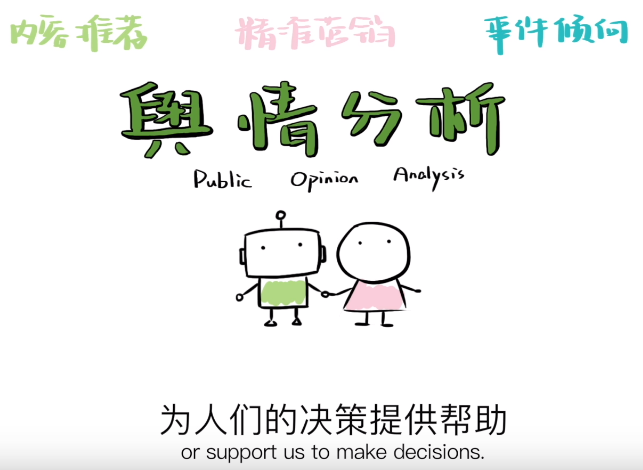 内容推荐 精准营销 事件倾向
舆情分析
Public Opinion Analysis
为人们的决策提供帮助
or support us to make decisions.